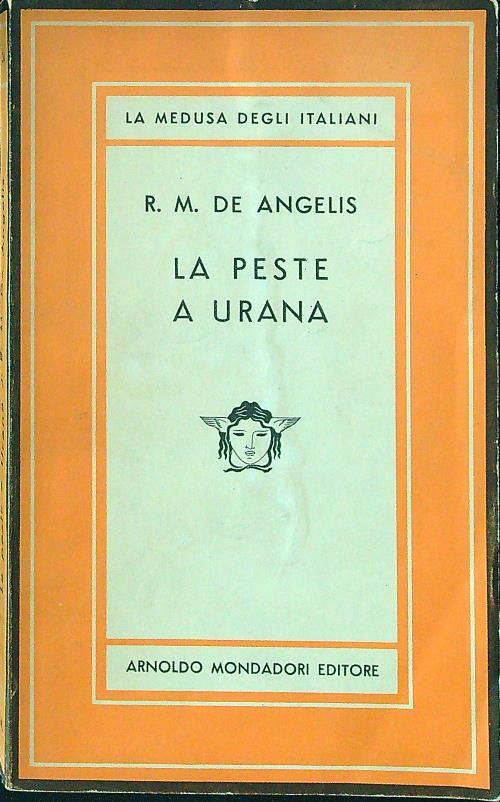 LA MEDUSA DEGLI ITALIANI
R. M. DE ANGELIS
LA PESTE
A URANA
ARNOLDO MONDADORI EDITORE